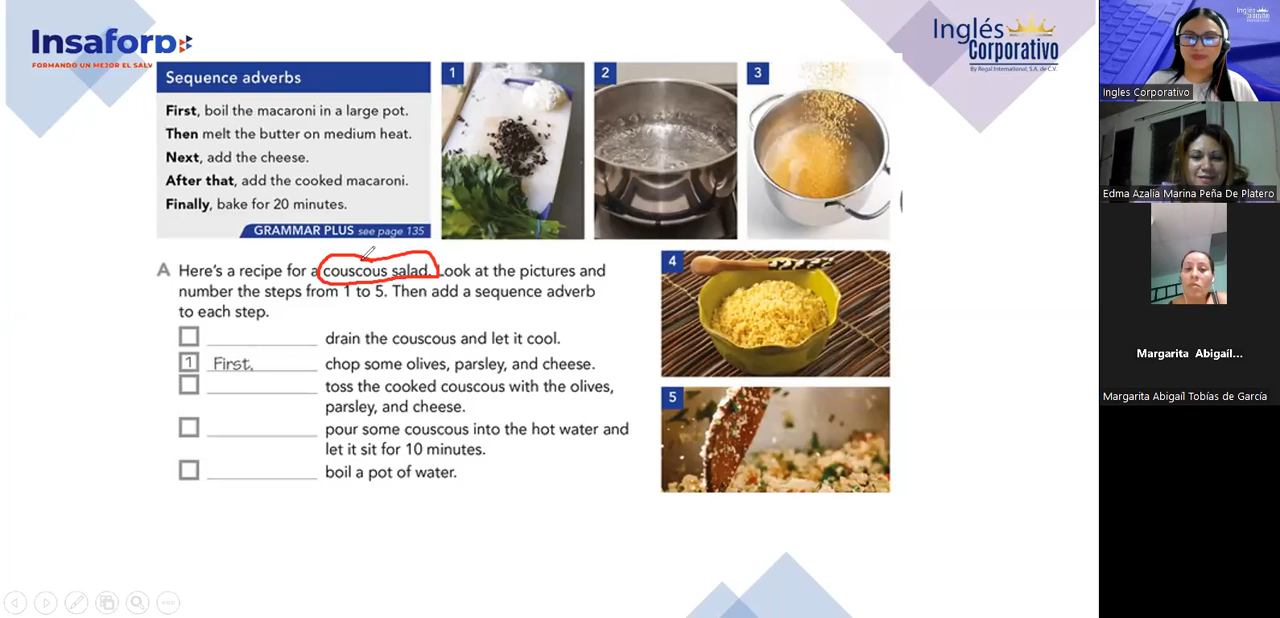 Insaforp
FORMANDO UN MEJOR EL SALV
Inglés
Corporativo
By Regal International, S.A. de C.V.
Sequence adverbs
First, boil the macaroni in a large pot.
Then melt the butter on medium heat.
Next, add the cheese.
After that, add the cooked macaroni.
Finally, bake for 20 minutes.
GRAMMAR PLUS see page 135
1
2
3
4
5
A Here's a recipe for a couscous salad. Look at the pictures and
number the steps from 1 to 5. Then add a sequence adverb
to each step.
drain the couscous and let it cool.
1 First, chop some olives, parsley, and cheese.
toss the cooked couscous with the olives,
parsley, and cheese.
pour some couscous into the hot water and
let it sit for 10 minutes.
boil a pot of water.
Ingles Corporativo
Edma Azalia Marina Peña De Platero
Margarita Abigaíl...
Margarita Abigaíl Tobías de García